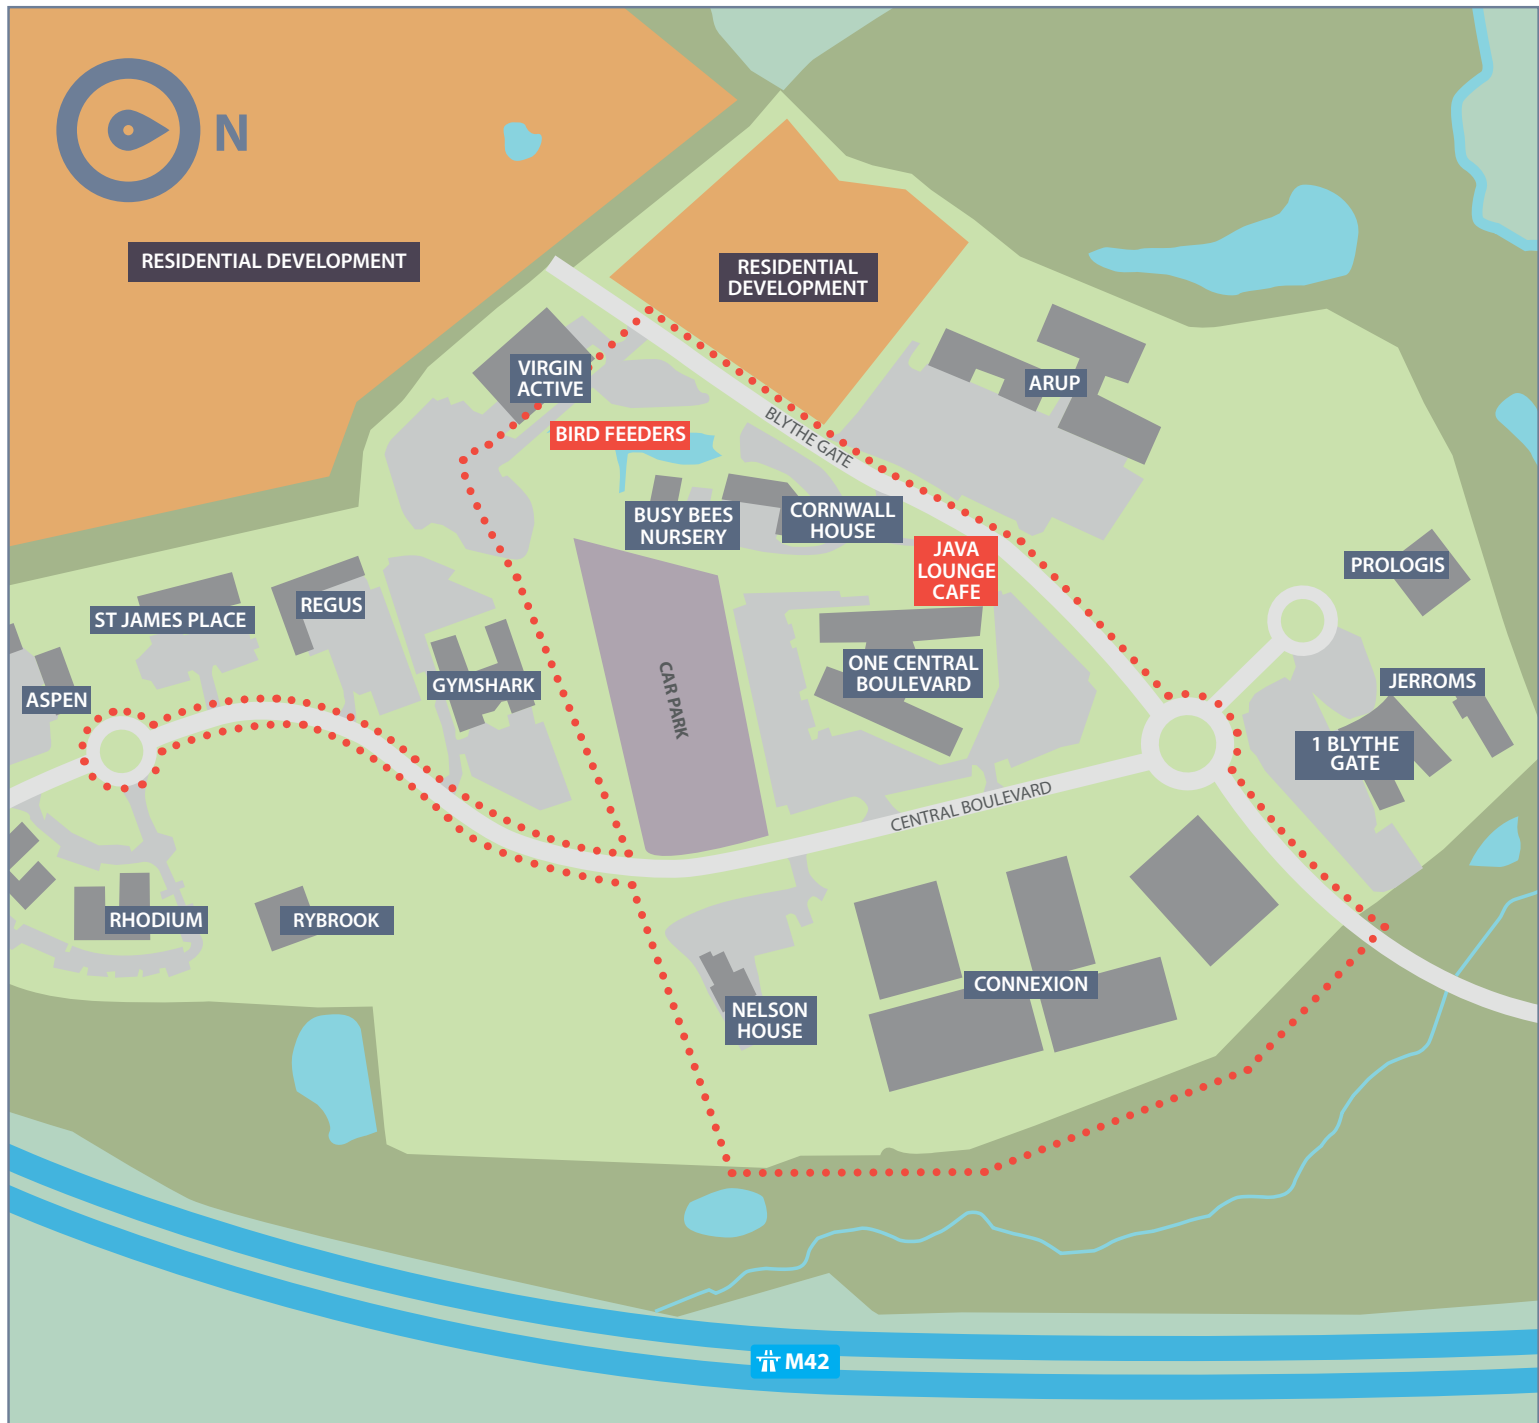 N
RESIDENTIAL DEVELOPMENT
RESIDENTIAL
DEVELOPMENT
VIRGIN
ACTIVE
ARUP
BIRD FEEDERS
BLYTHE GATE
BUSY BEES
NURSERY
CORNWALL
HOUSE
JAVA
LOUNGE
CAFE
PROLOGIS
ST JAMES PLACE
REGUS
GYMSHARK
CAR PARK
ONE CENTRAL
BOULEVARD
JERROMS
ASPEN
1 BLYTHE
GATE
CENTRAL BOULEVARD
RHODIUM
RYBROOK
CONNEXION
NELSON
HOUSE
M42